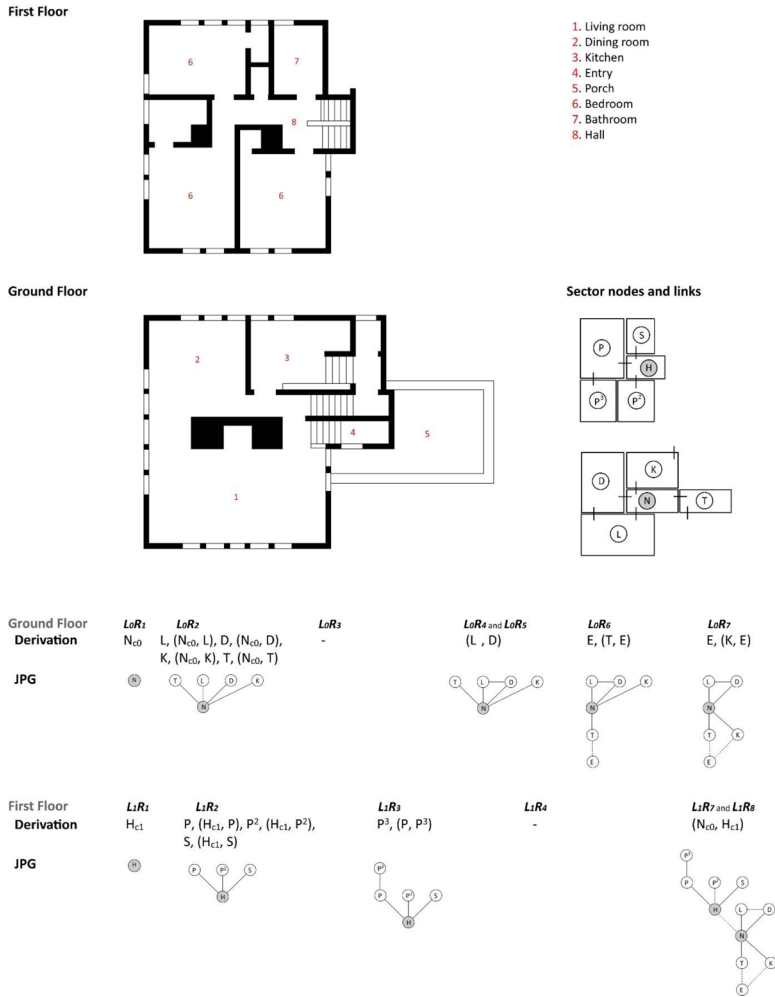 First Floor
1. Living room
2. Dining room
3. Kitchen
4. Entry
5. Porch
6. Bedroom
7. Bathroom
8. Hall
6
7
8
6
6
Ground Floor
Sector nodes and links
2
3
4
5
1
P
S
H
P³
P²
D
K
N
T
L
Ground Floor
L0R1
L0R2
L0R3
L0R4 and L0R5
L0R6
L0R7
Derivation
Nc0
L, (Nc0, L), D, (Nc0, D),
K, (Nc0, K), T, (Nc0, T)
-
(L , D)
E, (T, E)
E, (K, E)
JPG
N
T L D K
N
T L D K
N
L D K
N
T
E
L D
N
T K
E
First Floor
L1R1
L1R2
L1R3
L1R4
L1R7 and L1R8
Derivation
Hc1
P, (Hc1, P), P², (Hc1, P²),
S, (Hc1, S)
P³, (P, P³)
-
(Nc0, Hc1)
JPG
H
P P² S
H
P S
H
P³
P P² S
H L D
N
T K
E